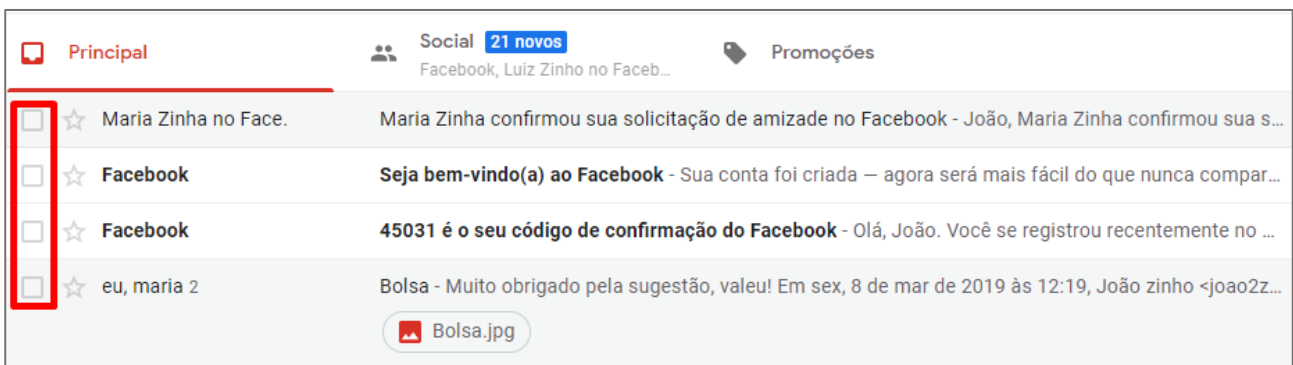 Principal
Social 21 novos
Facebook, Luiz Zinho no Faceb...
Promoções
Maria Zinha no Face. Maria Zinha confirmou sua solicitação de amizade no Facebook - João, Maria Zinha confirmou sua s...
Facebook Seja bem-vindo(a) ao Facebook - Sua conta foi criada — agora será mais fácil do que nunca compar...
Facebook 45031 é o seu código de confirmação do Facebook - Olá, João. Você se registrou recentemente no ...
eu, maria 2 Bolsa - Muito obrigado pela sugestão, valeu! Em sex, 8 de mar de 2019 às 12:19, João zinho <joao2z...
Bolsa.jpg